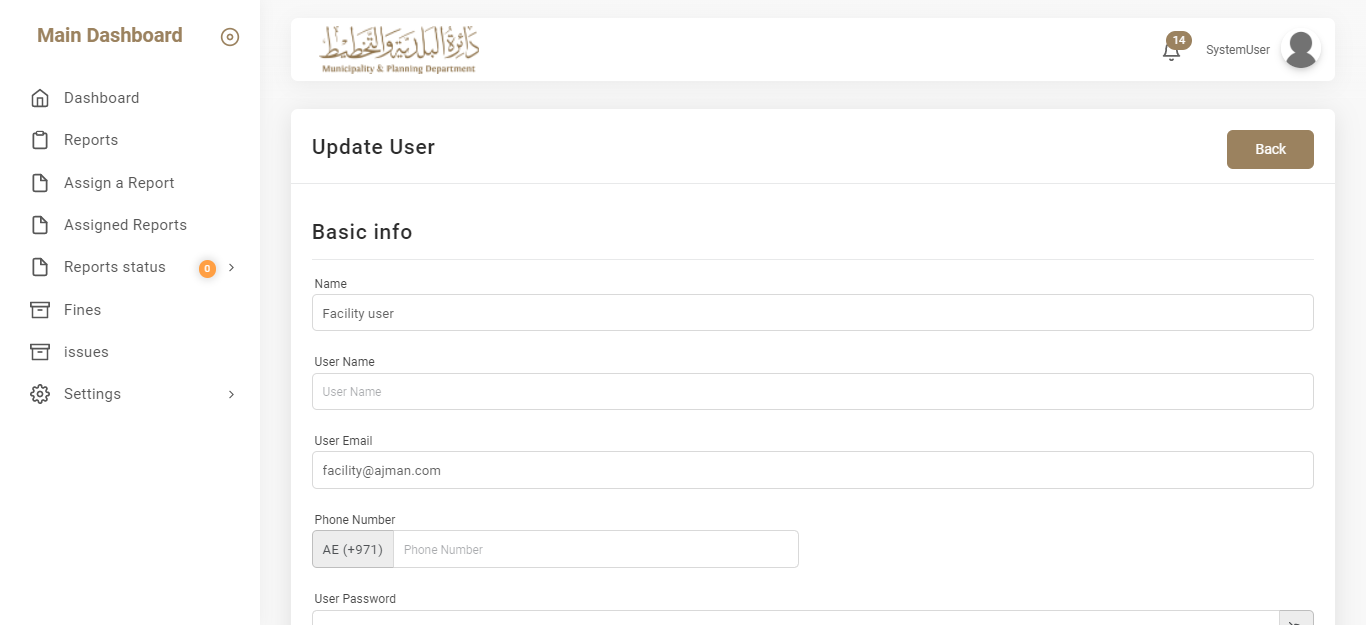 Main Dashboard
Dashboard
Reports
Assign a Report
Assigned Reports
Reports status 0
Fines
issues
Settings
دائرة البلدية والتخطيط
Municipality & Planning Department
14
SystemUser
Update User
Back
Basic info
Name
Facility user
User Name
User Name
User Email
facility@ajman.com
Phone Number
AE (+971) Phone Number
User Password